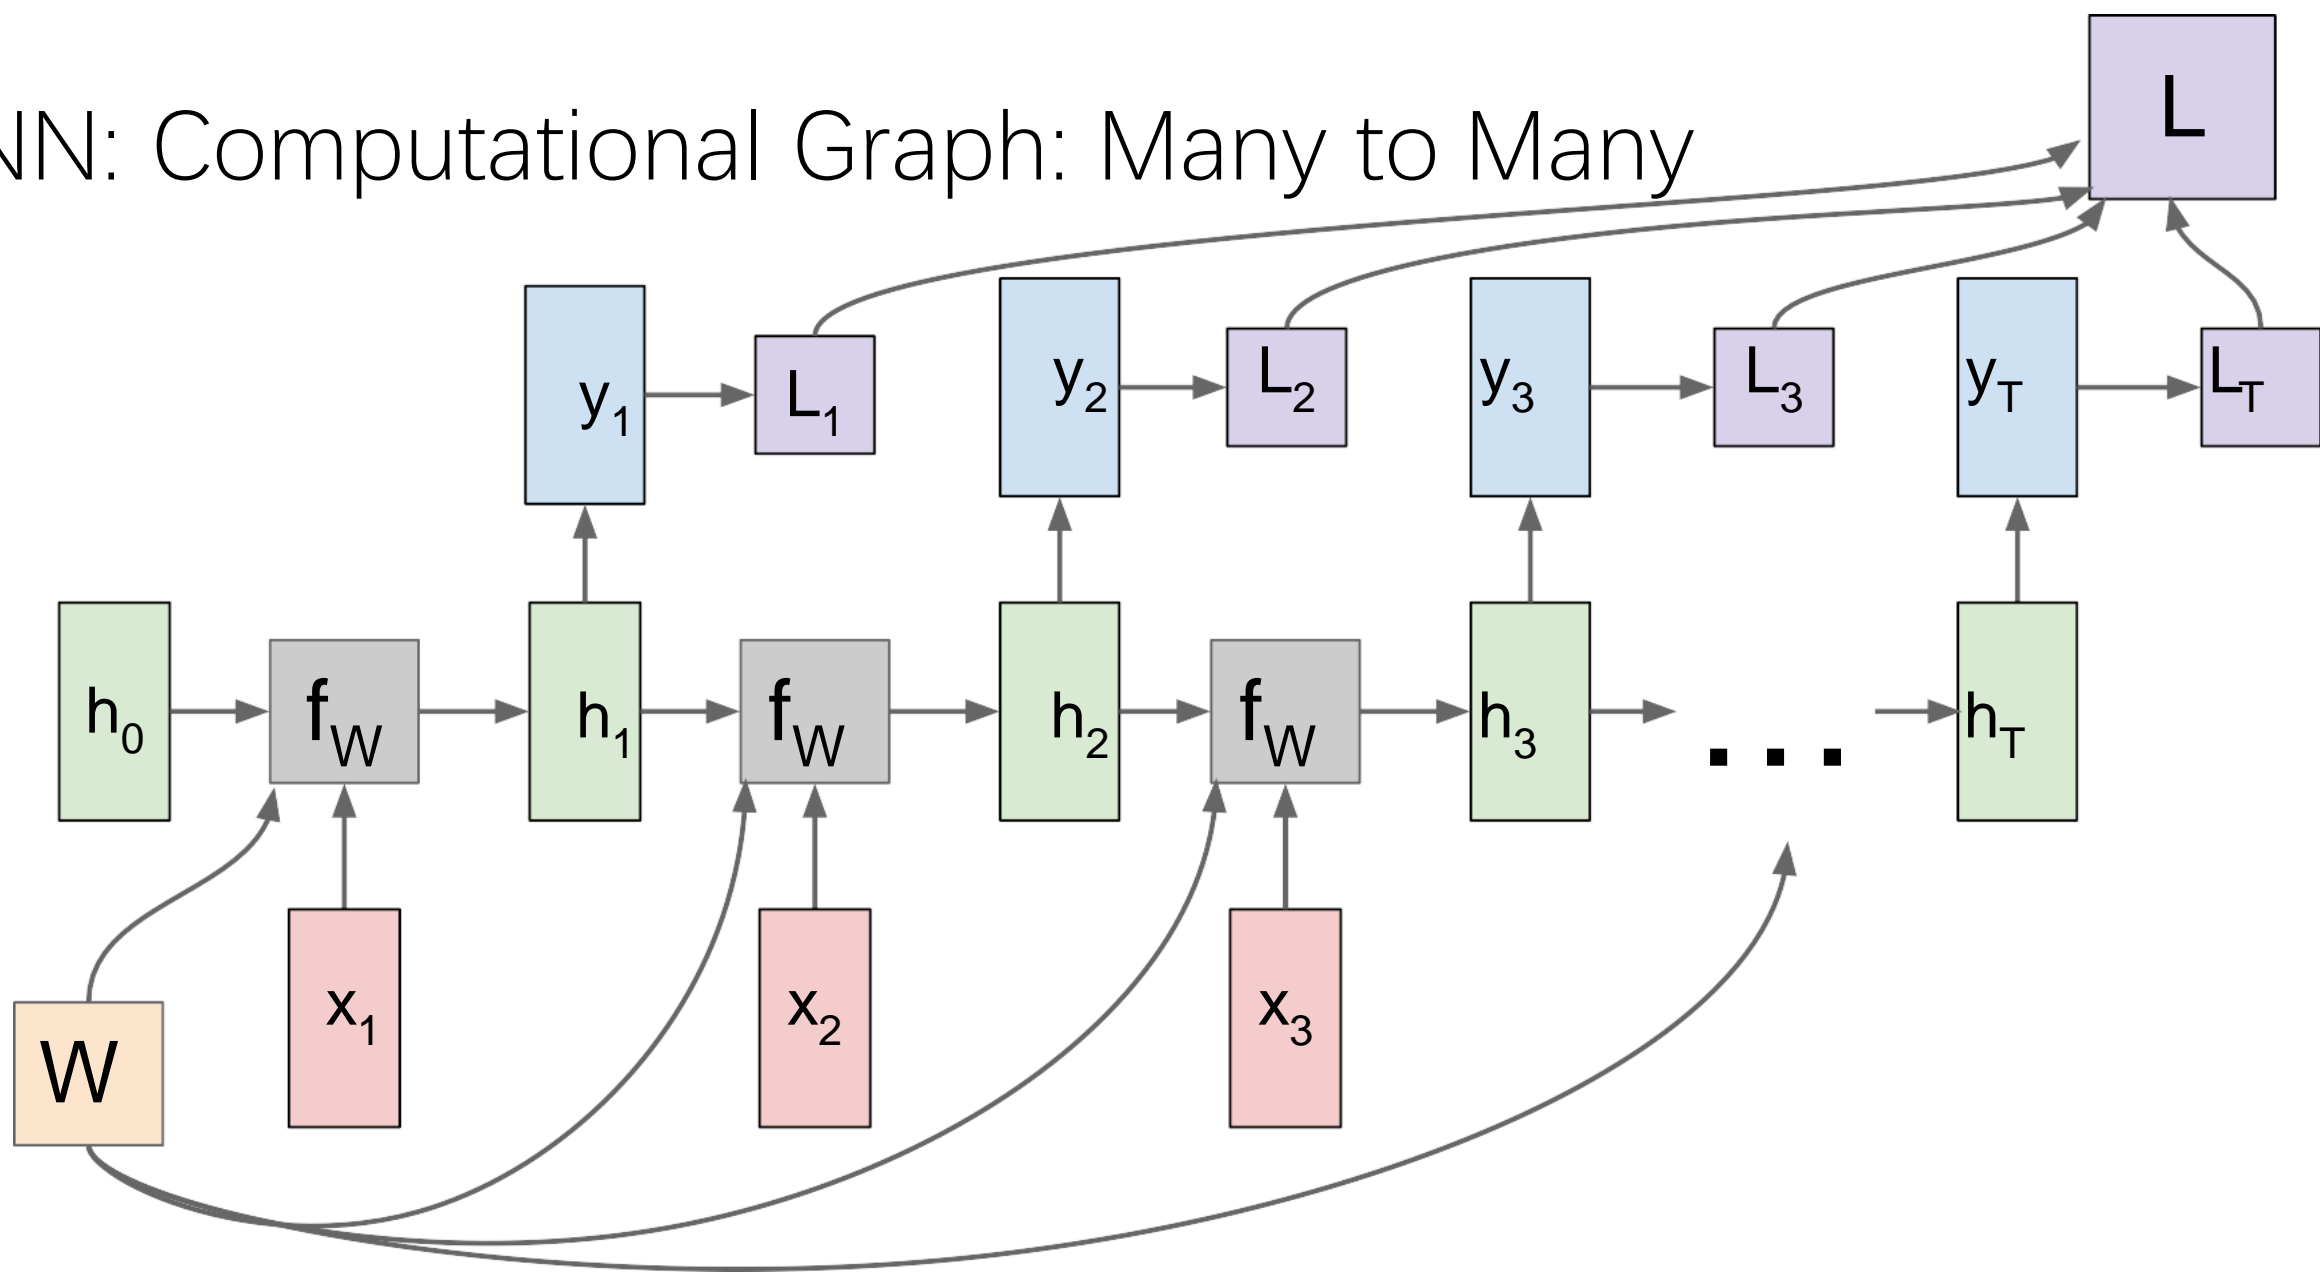 NN: Computational Graph: Many to Many
L
y1
L1
y2
L2
y3
L3
yT
LT
h0
fW
h1
fW
h2
fW
h3
...
hT
W
x1
x2
x3